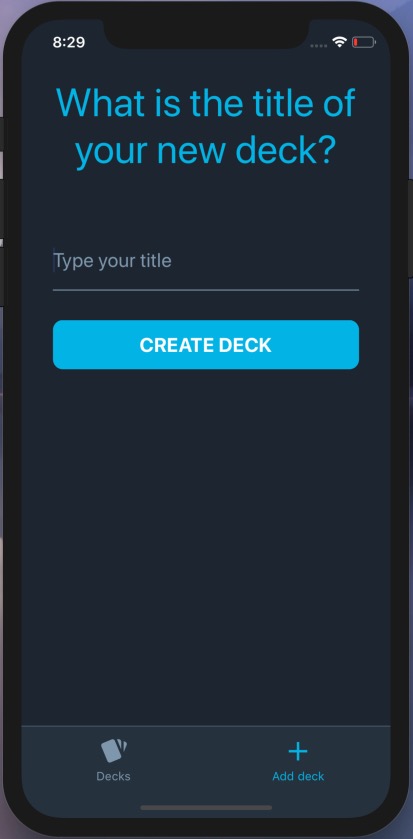 8:29
What is the title of
your new deck?
Type your title
CREATE DECK
Decks
Add deck